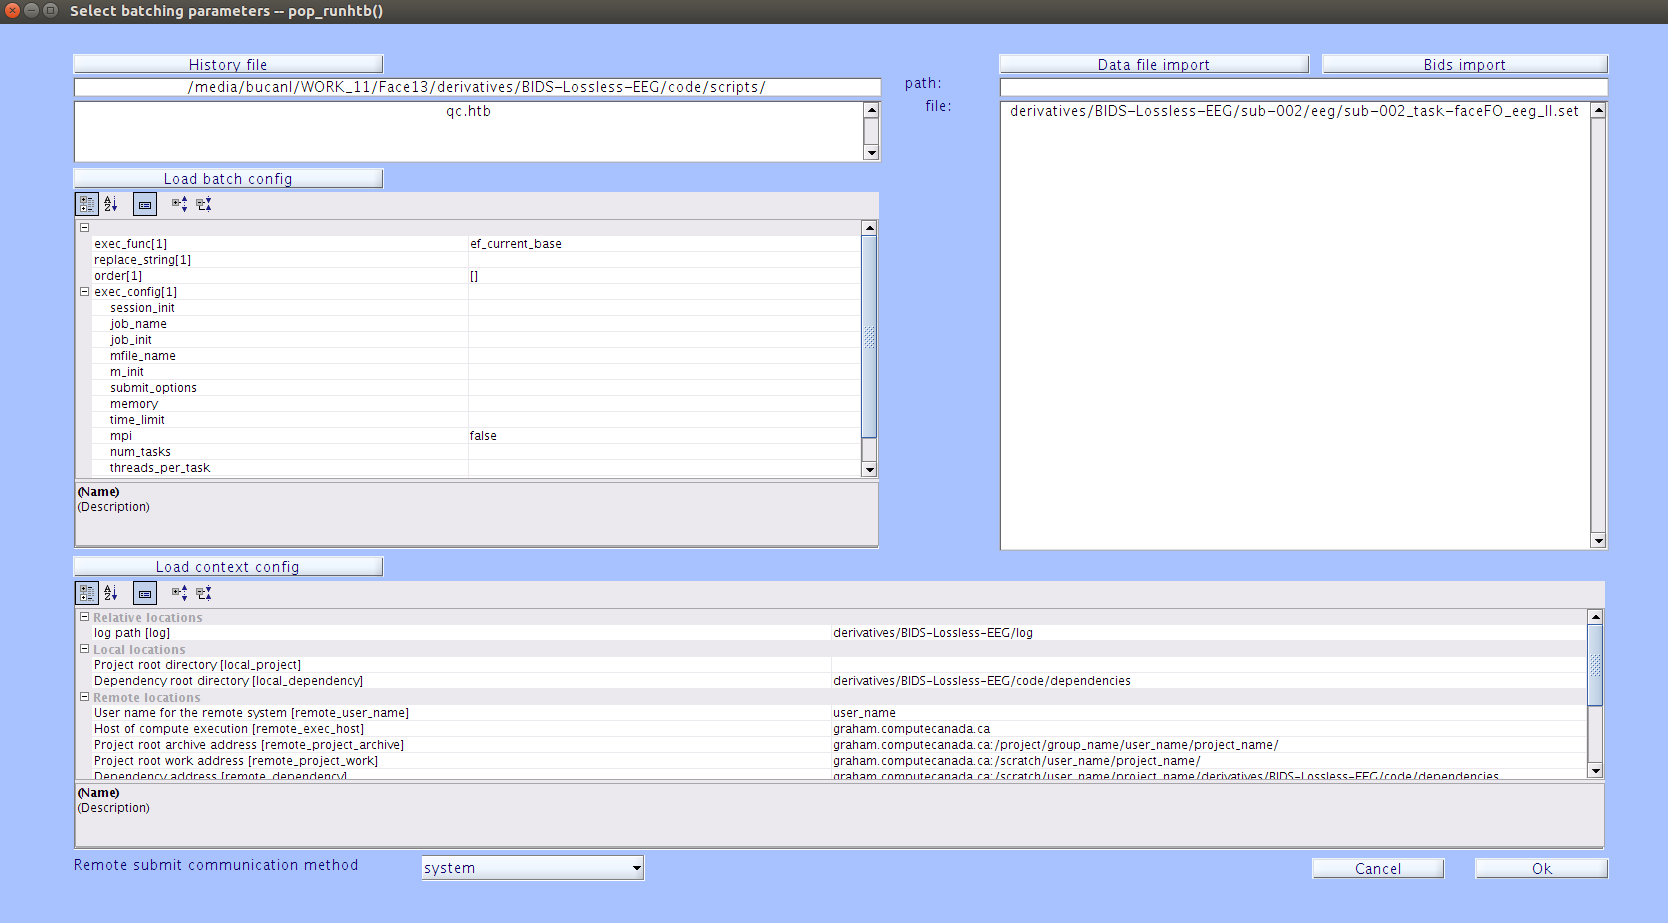 Select batching parameters -- pop_runhtb()
History file
/media/bucanl/WORK_11/Face13/derivatives/BIDS-Lossless-EEG/code/scripts/
qc.htb
Data file import
Bids import
path:
file:
derivatives/BIDS-Lossless-EEG/sub-002/eeg/sub-002_task-faceFO_eeg_ll.set
Load batch config
exec_func[1] ef_current_base
replace_string[1]
order[1] []
exec_config[1]
session_init
job_name
job_init
mfile_name
m_init
submit_options
memory
time_limit
mpi false
num_tasks
threads_per_task
(Name)
(Description)
Load context config
Relative locations
log path [log] derivatives/BIDS-Lossless-EEG/log
Local locations
Project root directory [local_project]
Dependency root directory [local_dependency] derivatives/BIDS-Lossless-EEG/code/dependencies
Remote locations
User name for the remote system [remote_user_name] user_name
Host of compute execution [remote_exec_host] graham.computecanada.ca
Project root archive address [remote_project_archive] graham.computecanada.ca:/project/group_name/user_name/project_name/
Project root work address [remote_project_work] graham.computecanada.ca:/scratch/user_name/project_name/
Dependency address [remote_dependency] graham.computecanada.ca:/scratch/user_name/project_name/derivatives/BIDS-Lossless-EEG/code/dependencies
(Name)
(Description)
Remote submit communication method
system
Cancel
Ok